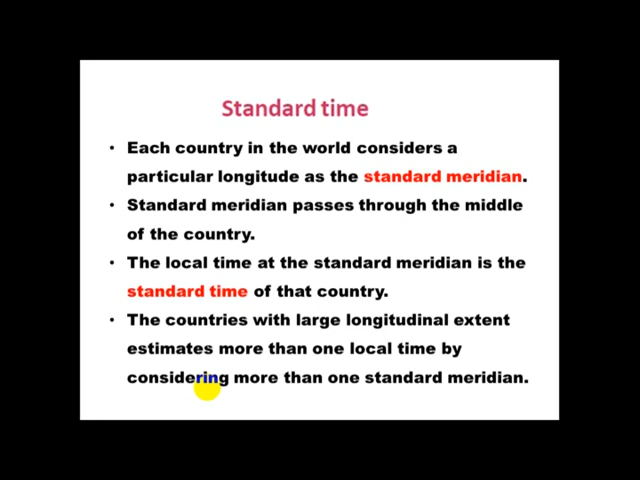 Standard time
• Each country in the world considers a
particular longitude as the standard meridian.
• Standard meridian passes through the middle
of the country.
• The local time at the standard meridian is the
standard time of that country.
• The countries with large longitudinal extent
estimates more than one local time by
considering more than one standard meridian.